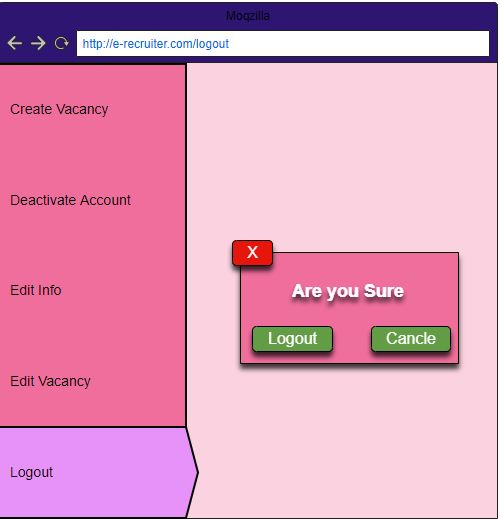 Moqzilla
http://e-recruiter.com/logout
Create Vacancy
Deactivate Account
Edit Info
Edit Vacancy
Logout
X
Are you Sure
Logout
Cancle